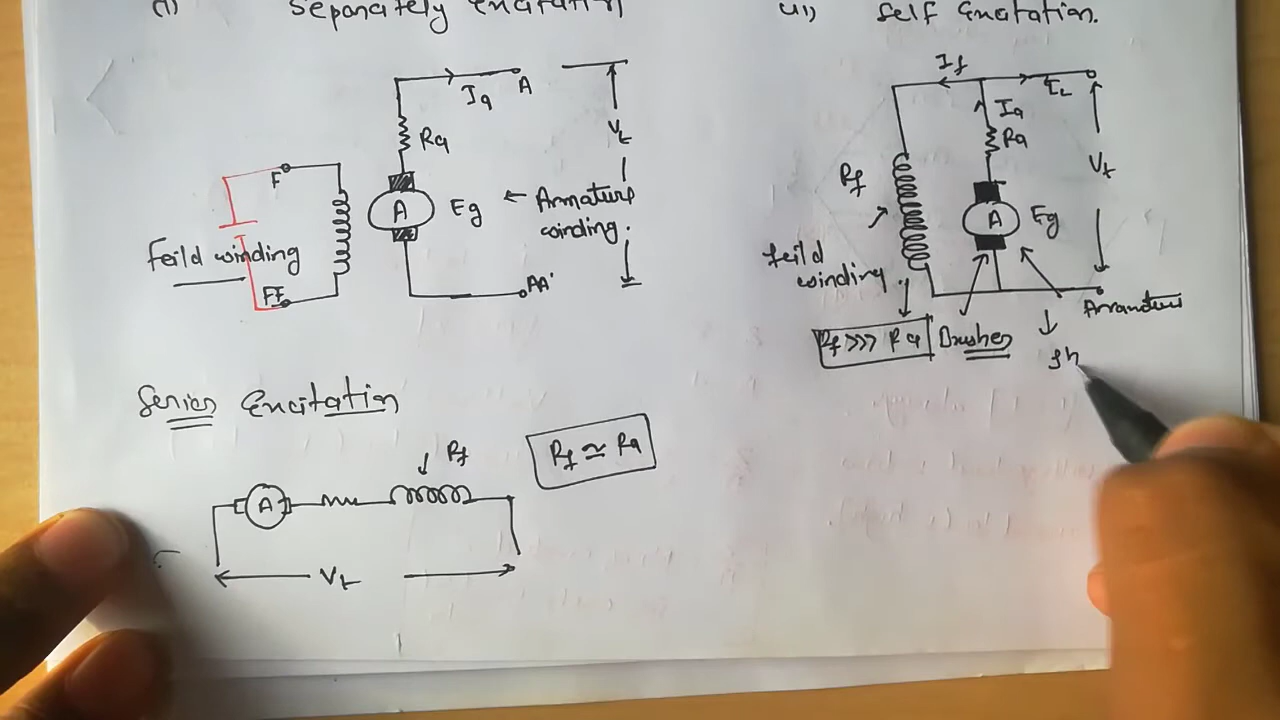 Separately Excitation
Self Excitation.
Ia
A
Ra
Vt
F
A
Eg
← Armature
winding.
Feild winding
FF
AA'
If
IL
Ia
Ra
Rf
Vt
A
Eg
feild
winding
Rf >>> Ra
Brushes
Armature
sh
Series Excitation
Rf
Rf ≃ Ra
A
Vt